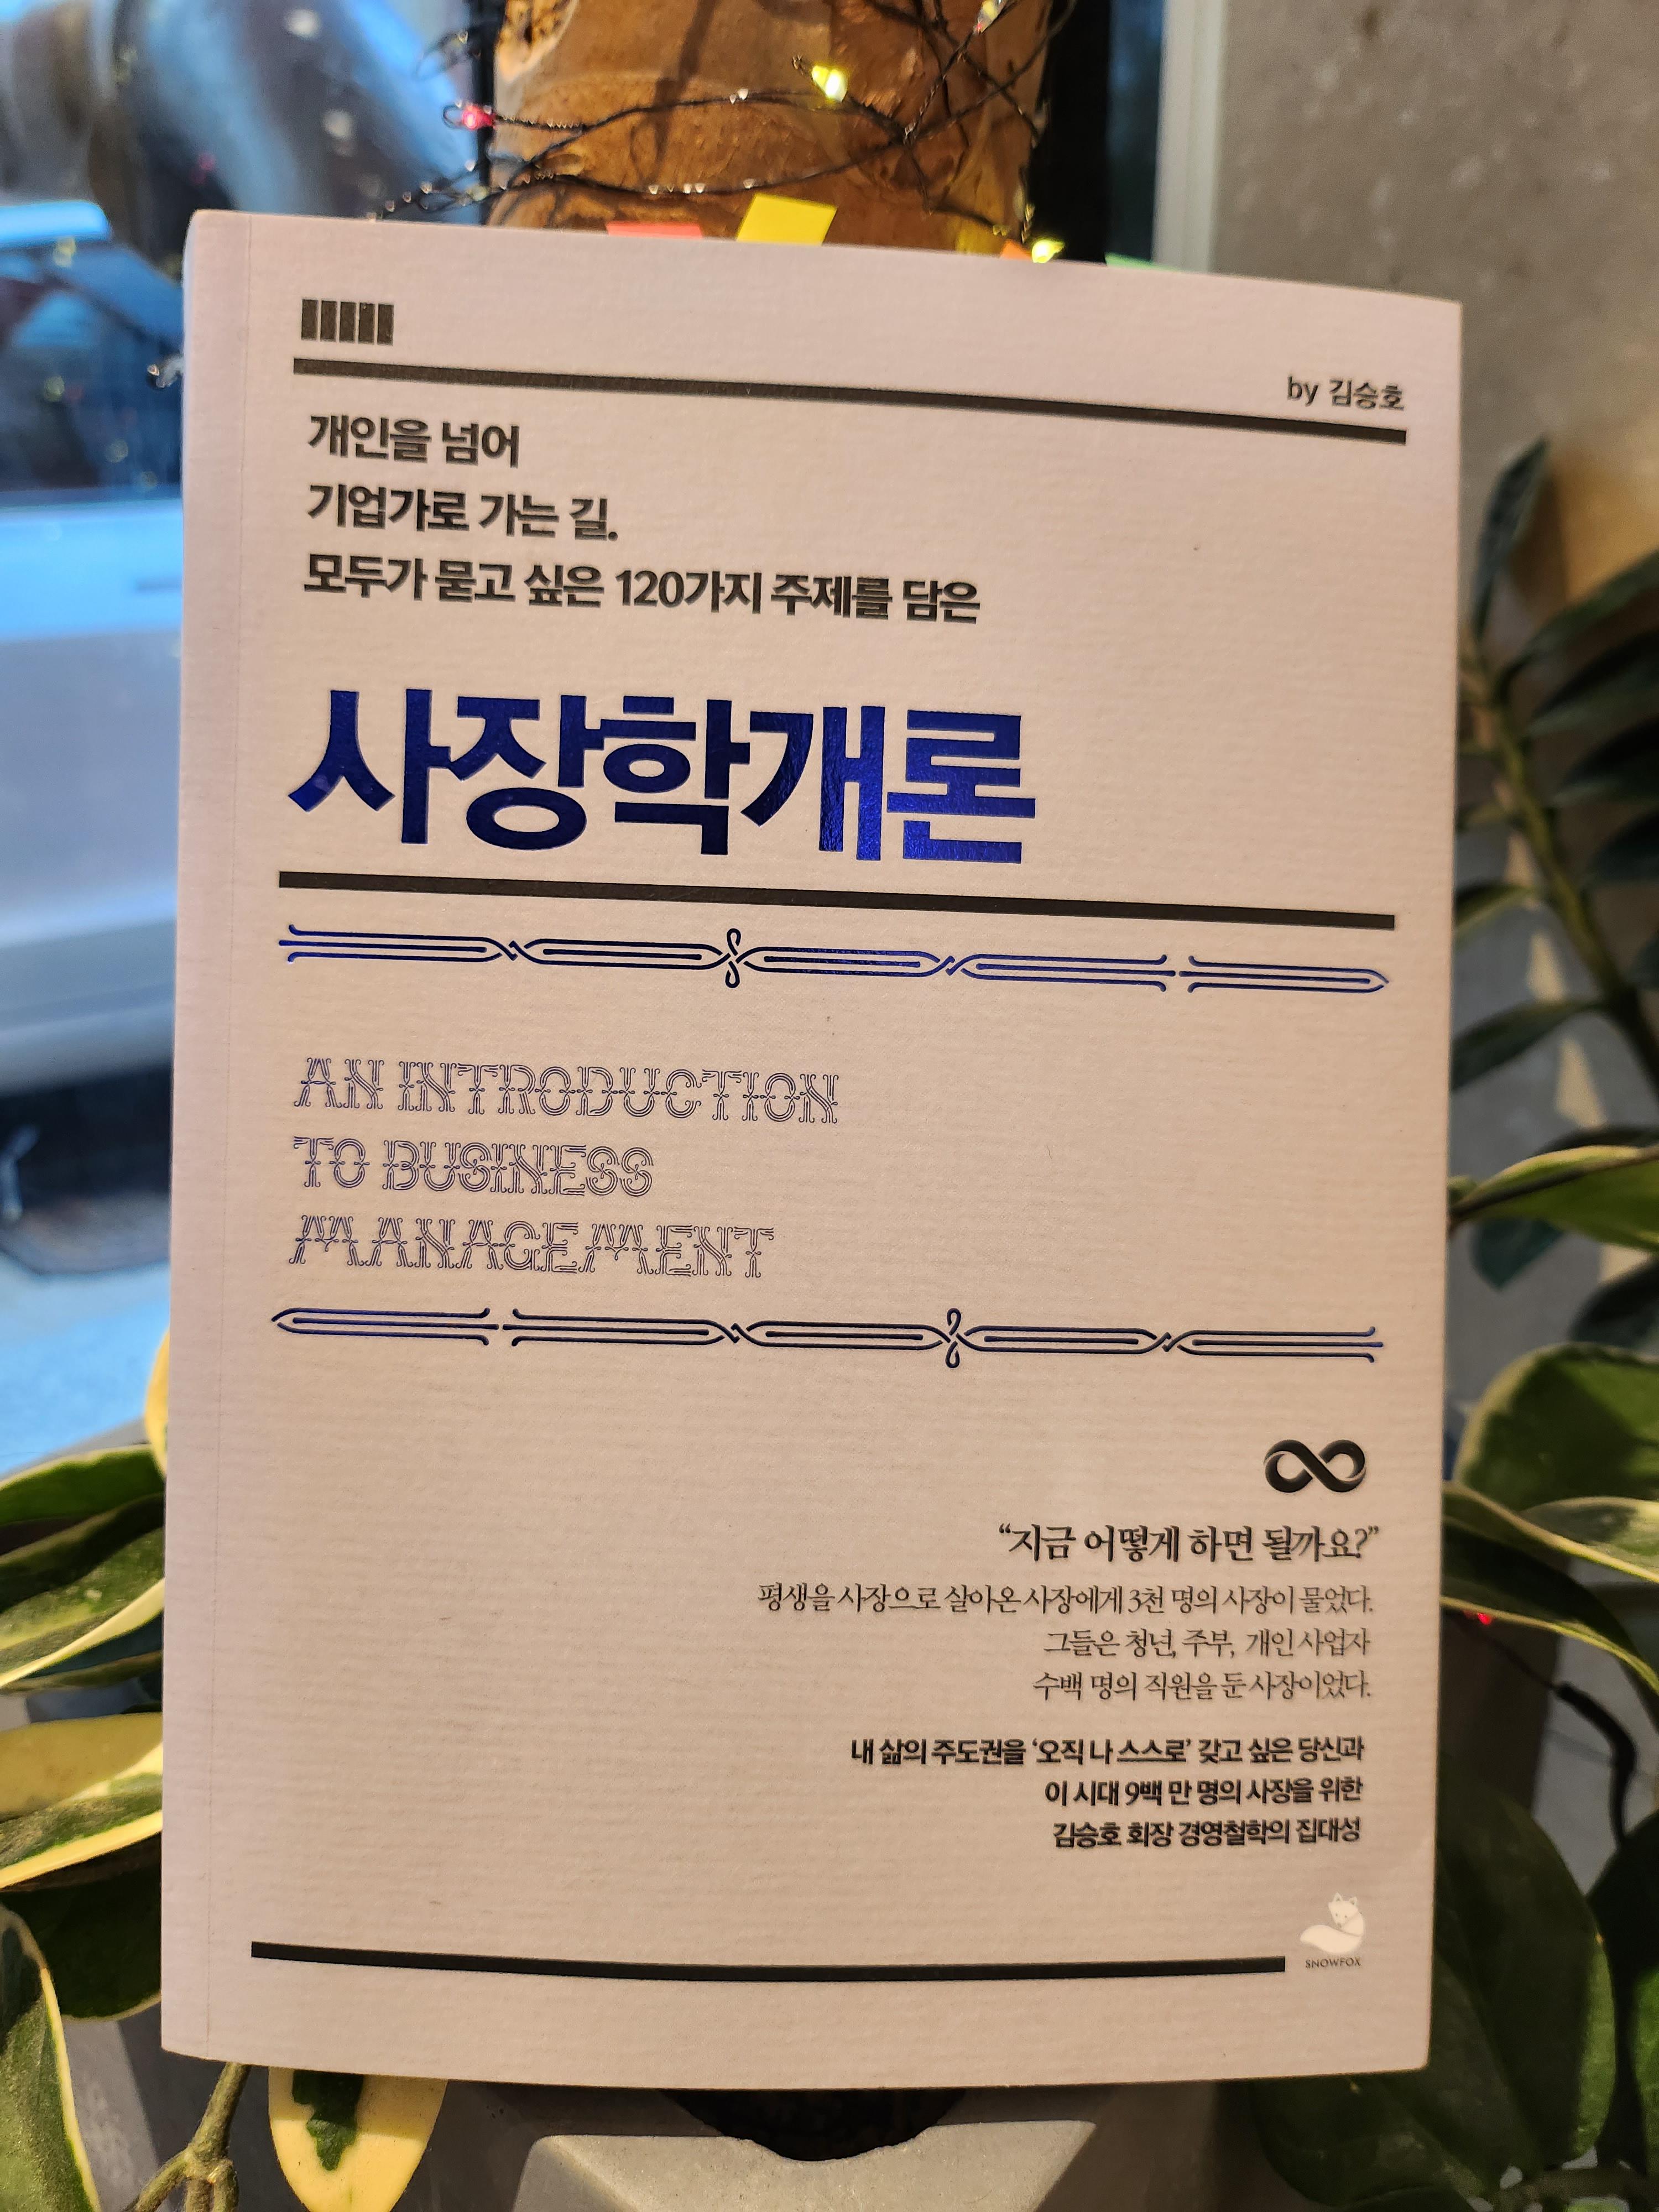 by 김승호
개인을 넘어
기업가로 가는 길.
모두가 묻고 싶은 120가지 주제를 담은
사장학개론
AN INTRODUCTION
TO BUSINESS
MANAGEMENT
“지금 어떻게 하면 될까요?”
평생을 사장으로 살아온 사장에게 3천 명의 사장이 물었다.
그들은 청년, 주부, 개인 사업자
수백 명의 직원을 둔 사장이었다.
내 삶의 주도권을 ‘오직 나 스스로’ 갖고 싶은 당신과
이 시대 9백 만 명의 사장을 위한
김승호 회장 경영철학의 집대성
SNOWFOX